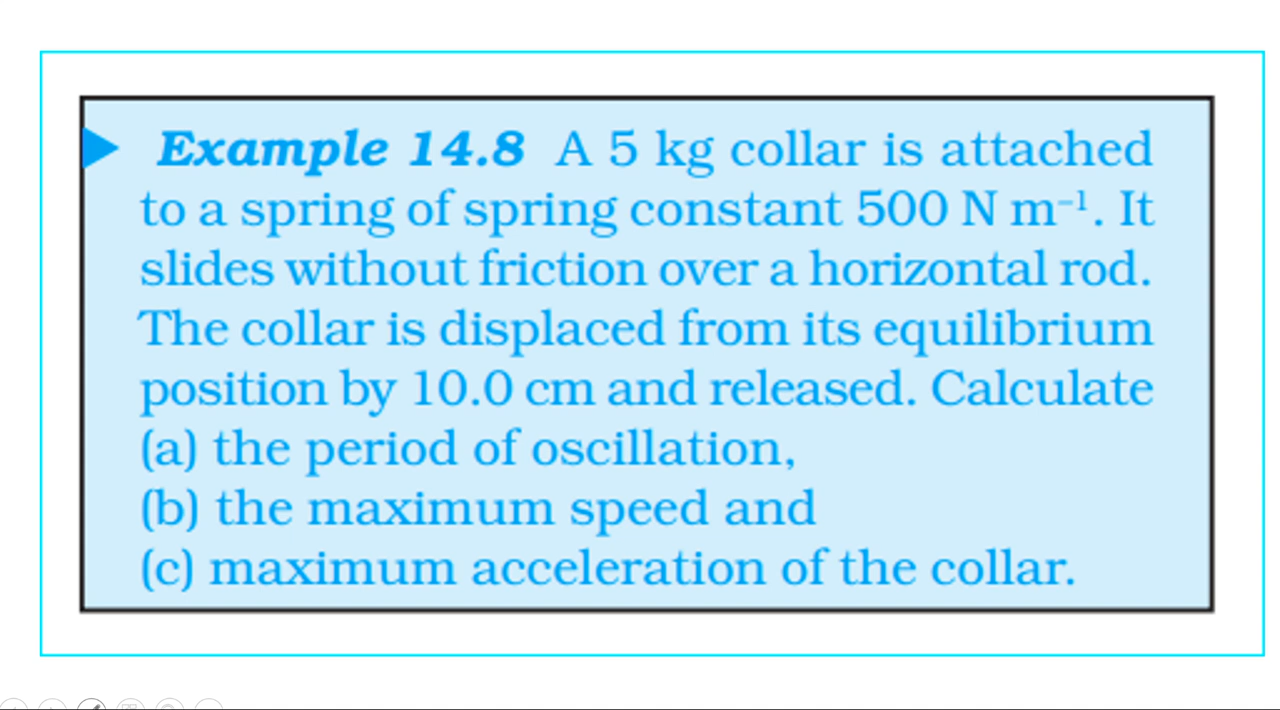 Example 14.8 A 5 kg collar is attached
to a spring of spring constant 500 N m⁻¹. It
slides without friction over a horizontal rod.
The collar is displaced from its equilibrium
position by 10.0 cm and released. Calculate
(a) the period of oscillation,
(b) the maximum speed and
(c) maximum acceleration of the collar.